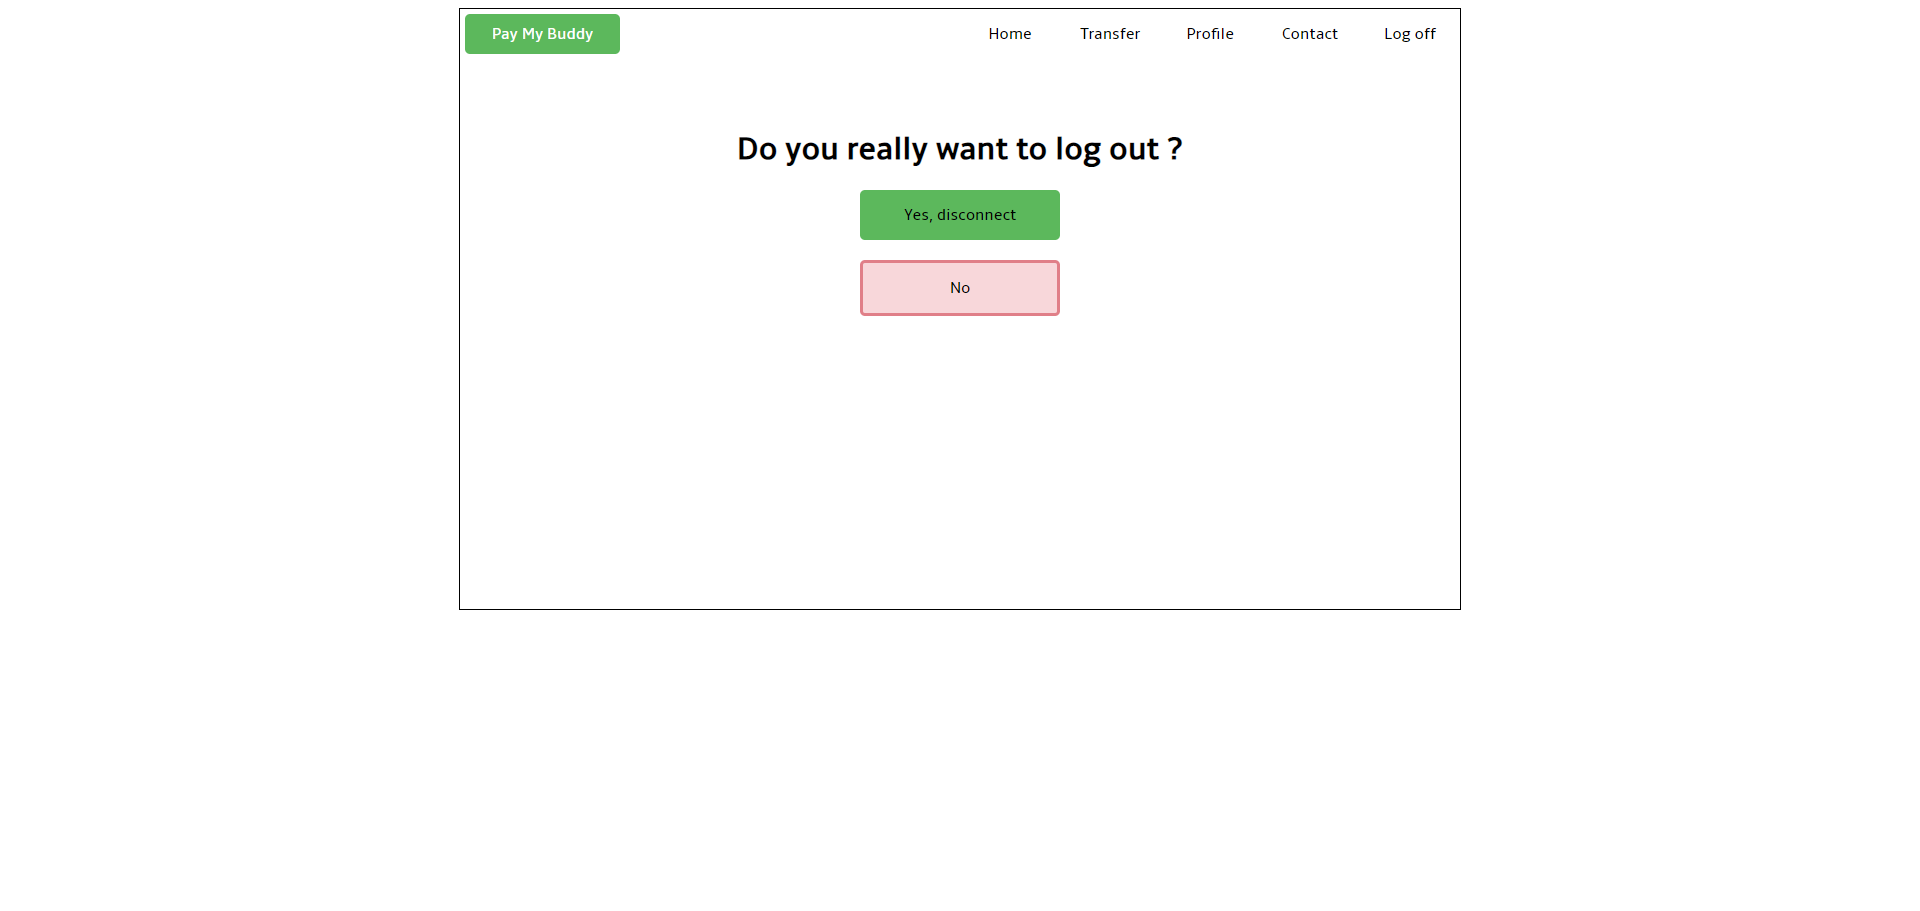 Pay My Buddy Home Transfer Profile Contact Log off
Do you really want to log out ?
Yes, disconnect
No